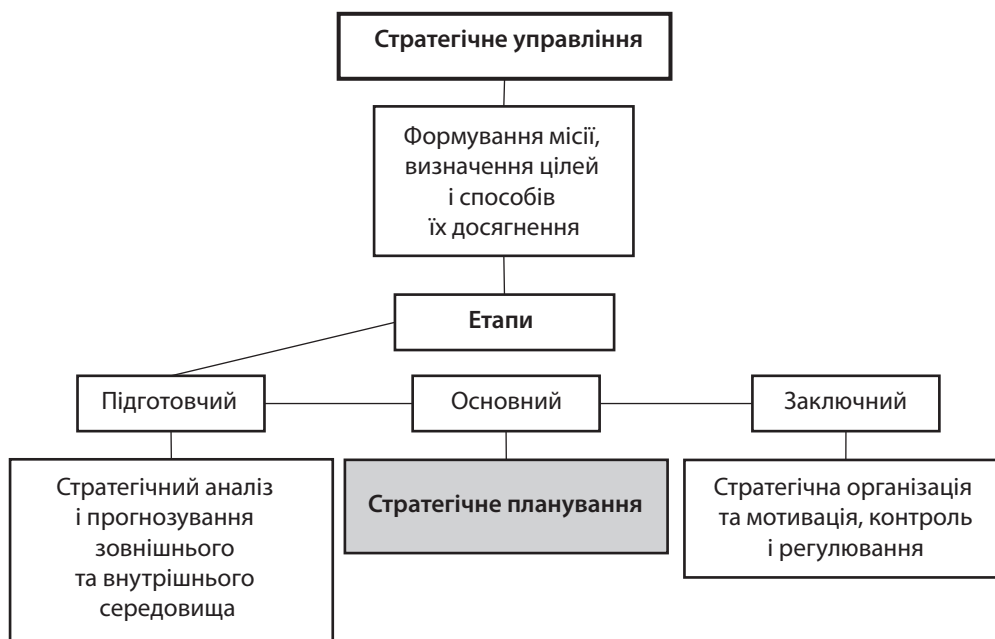 Стратегічне управління
Формування місії,
визначення цілей
і способів
їх досягнення
Етапи
Підготовчий
Основний
Заключний
Стратегічний аналіз
і прогнозування
зовнішнього
та внутрішнього
середовища
Стратегічне планування
Стратегічна організація
та мотивація, контроль
і регулювання